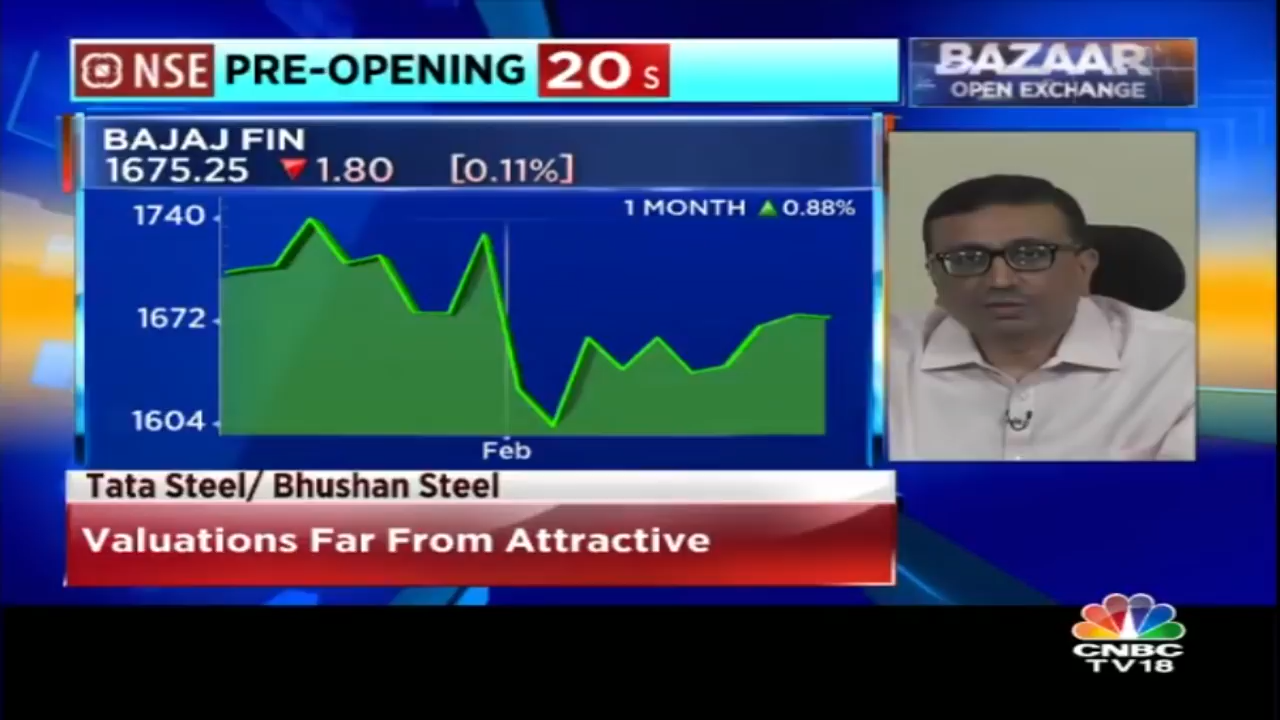 NSE PRE-OPENING 20 S
BAZAAR
OPEN EXCHANGE
BAJAJ FIN
1675.25 ▼ 1.80 [0.11%]
1 MONTH ▲ 0.88%
1740
1672
1604
Feb
Tata Steel/ Bhushan Steel
Valuations Far From Attractive
CNBC
TV18